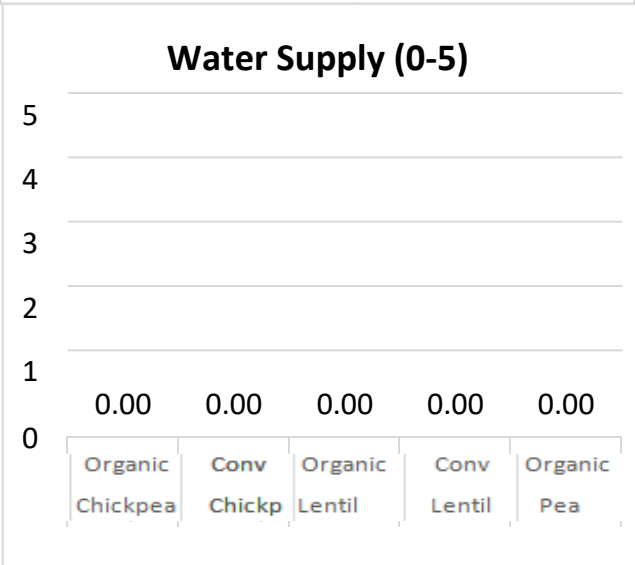 Water Supply (0-5)
5
4
3
2
1
0
0.00 0.00 0.00 0.00 0.00
Organic Conv Organic Conv Organic
Chickpea Chickp Lentil Lentil Pea